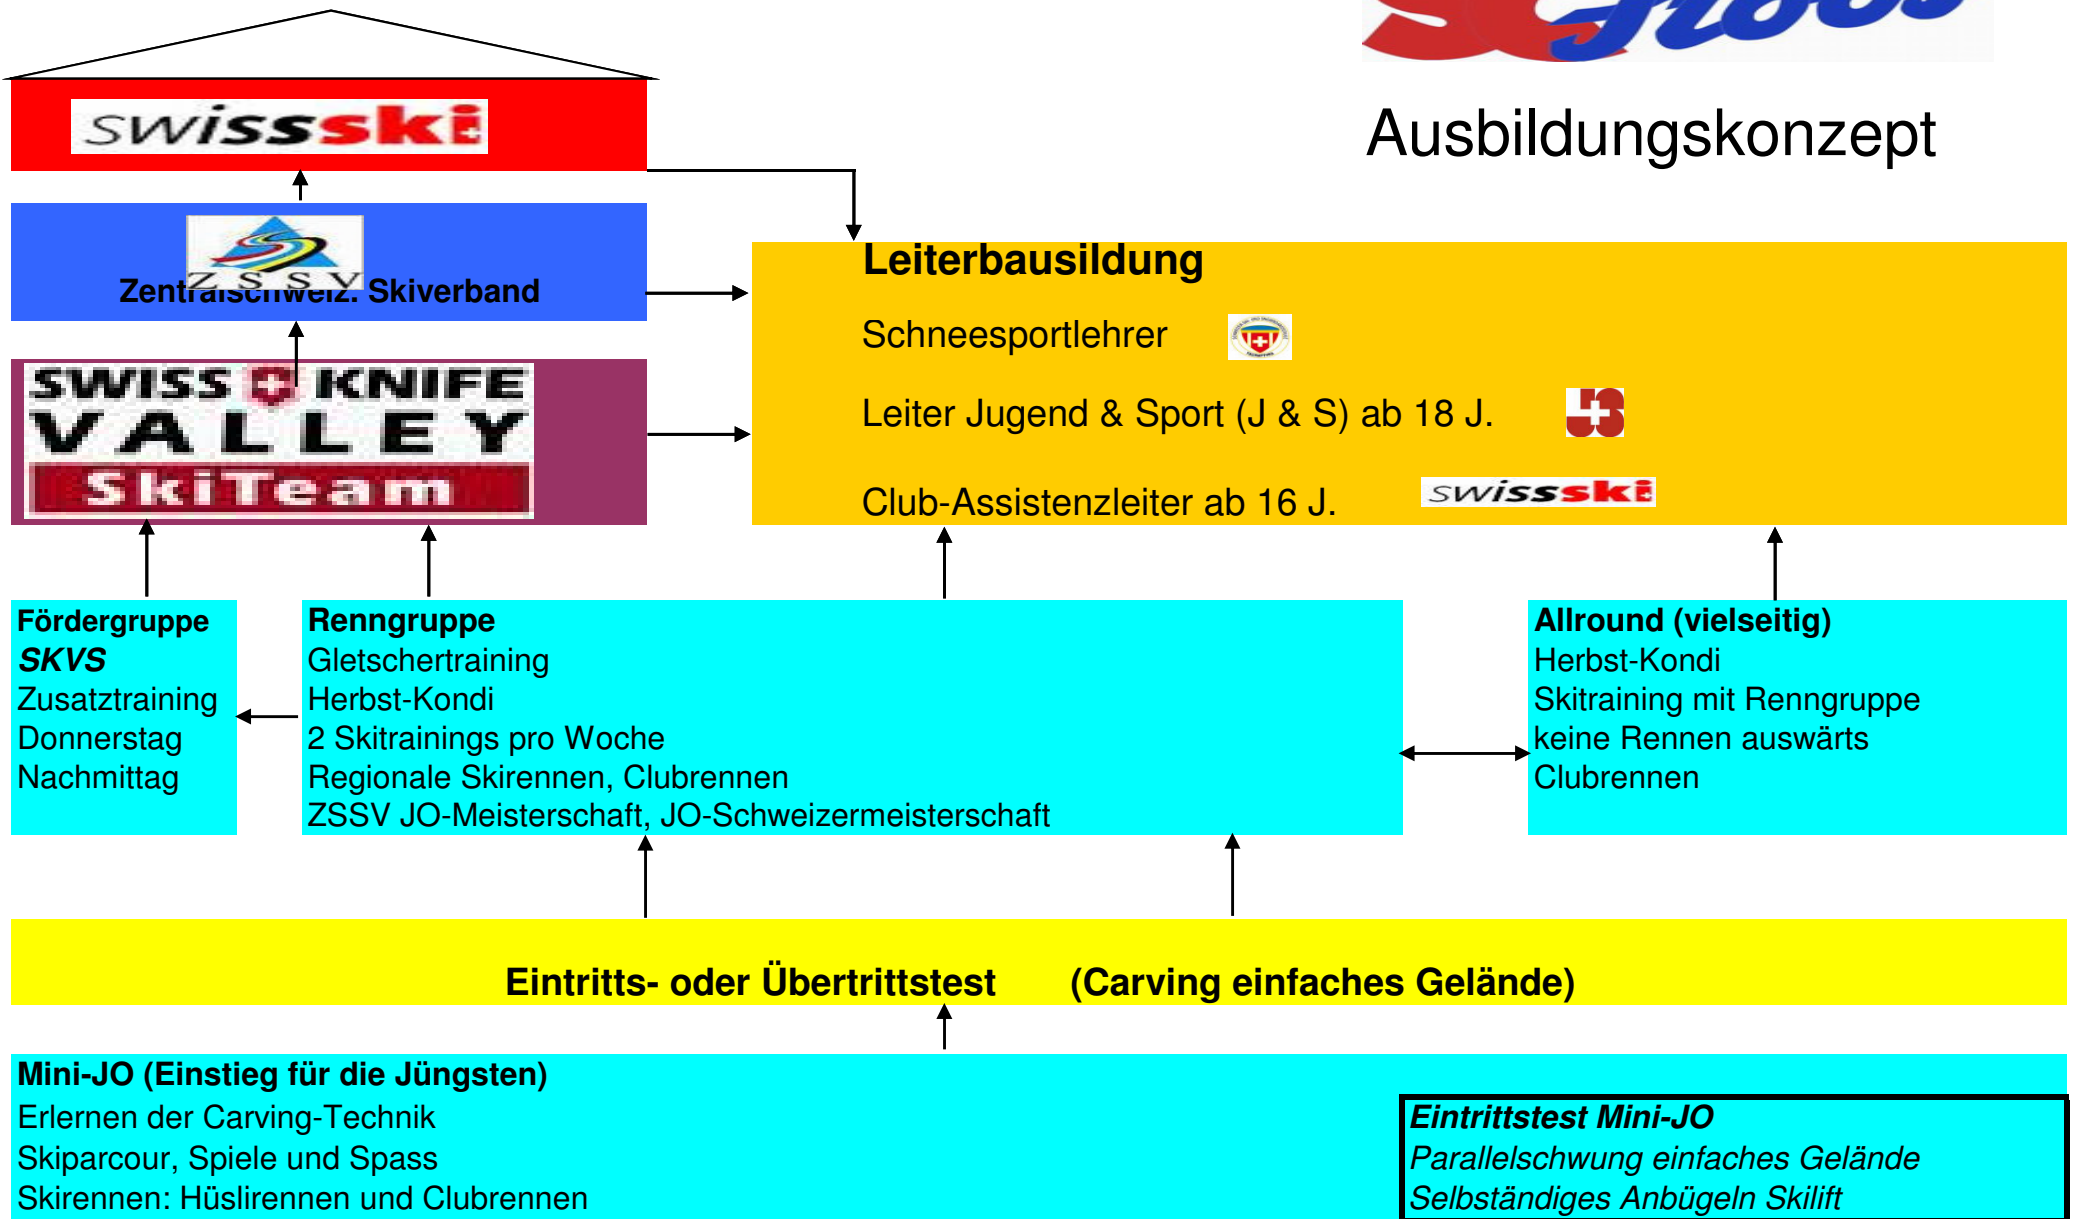 SC Stoos
Ausbildungskonzept
swissski
ZSSV
Zentralschweiz. Skiverband
SWISS KNIFE
VALLEY
SkiTeam
Leiterbausildung
Schneesportlehrer
Leiter Jugend & Sport (J & S) ab 18 J.
Club-Assistenzleiter ab 16 J.
swissski
Fördergruppe
SKVS
Zusatztraining
Donnerstag
Nachmittag
Renngruppe
Gletschertraining
Herbst-Kondi
2 Skitrainings pro Woche
Regionale Skirennen, Clubrennen
ZSSV JO-Meisterschaft, JO-Schweizermeisterschaft
Allround (vielseitig)
Herbst-Kondi
Skitraining mit Renngruppe
keine Rennen auswärts
Clubrennen
Eintritts- oder Übertrittstest (Carving einfaches Gelände)
Mini-JO (Einstieg für die Jüngsten)
Erlernen der Carving-Technik
Skiparcour, Spiele und Spass
Skirennen: Hüslirennen und Clubrennen
Eintrittstest Mini-JO
Parallelschwung einfaches Gelände
Selbständiges Anbügeln Skilift